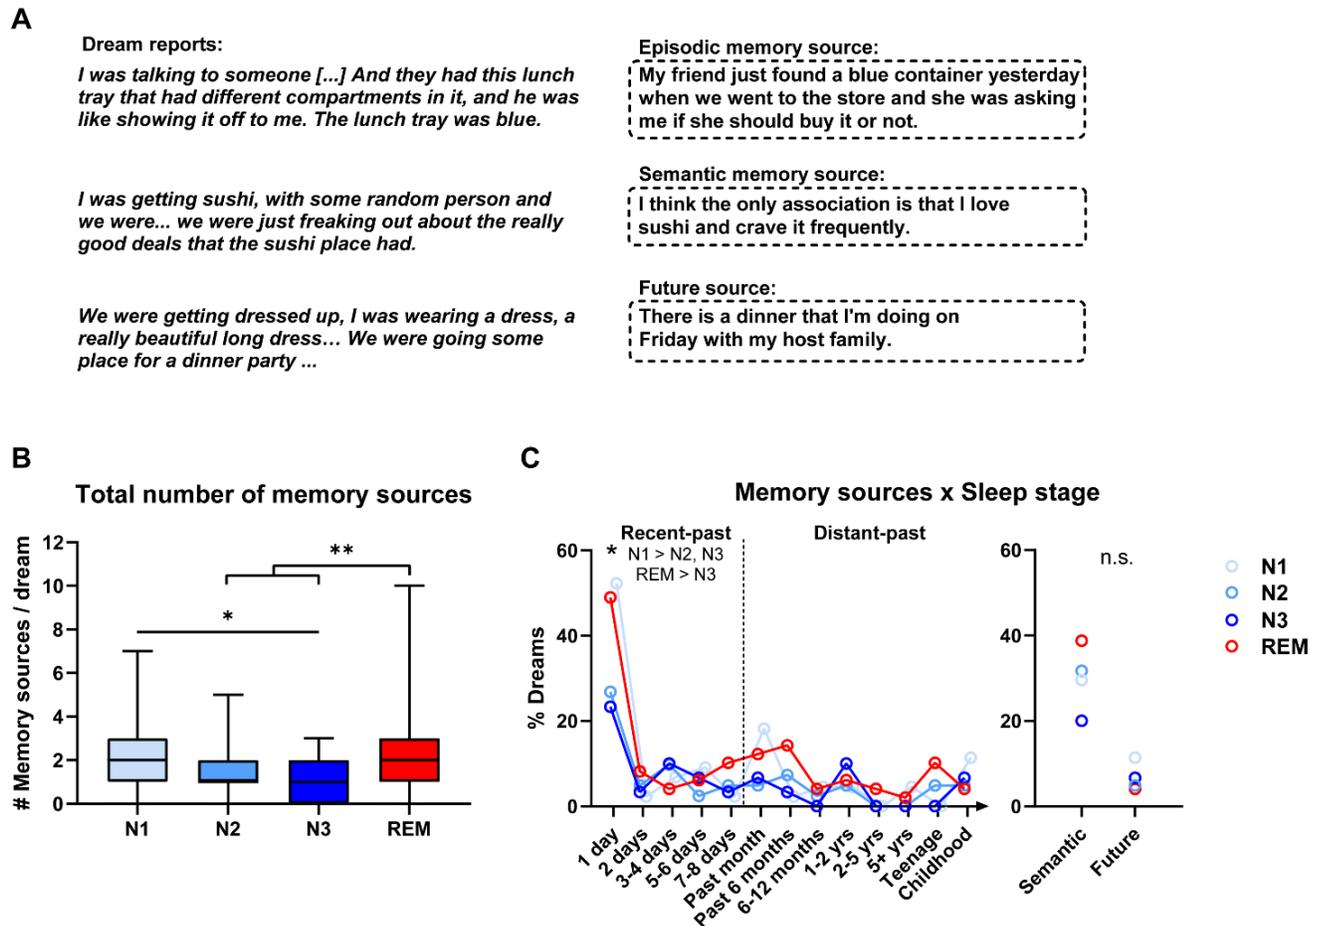 A
Dream reports:
I was talking to someone [...] And they had this lunch
tray that had different compartments in it, and he was
like showing it off to me. The lunch tray was blue.
Episodic memory source:
My friend just found a blue container yesterday
when we went to the store and she was asking
me if she should buy it or not.
I was getting sushi, with some random person and
we were... we were just freaking out about the really
good deals that the sushi place had.
Semantic memory source:
I think the only association is that I love
sushi and crave it frequently.
We were getting dressed up, I was wearing a dress, a
really beautiful long dress... We were going some
place for a dinner party ...
Future source:
There is a dinner that I'm doing on
Friday with my host family.
B
Total number of memory sources
# Memory sources / dream
12
10
8
6
4
2
0
*
**
N1
N2
N3
REM
C
Memory sources x Sleep stage
Recent-past
Distant-past
* N1 > N2, N3
REM > N3
% Dreams
60
40
20
0
1 day
2 days
3-4 days
5-6 days
7-8 days
Past month
Past 6 months
6-12 months
1-2 yrs
2-5 yrs
5+ yrs
Teenage
Childhood
60
40
20
0
n.s.
Semantic
Future
N1
N2
N3
REM